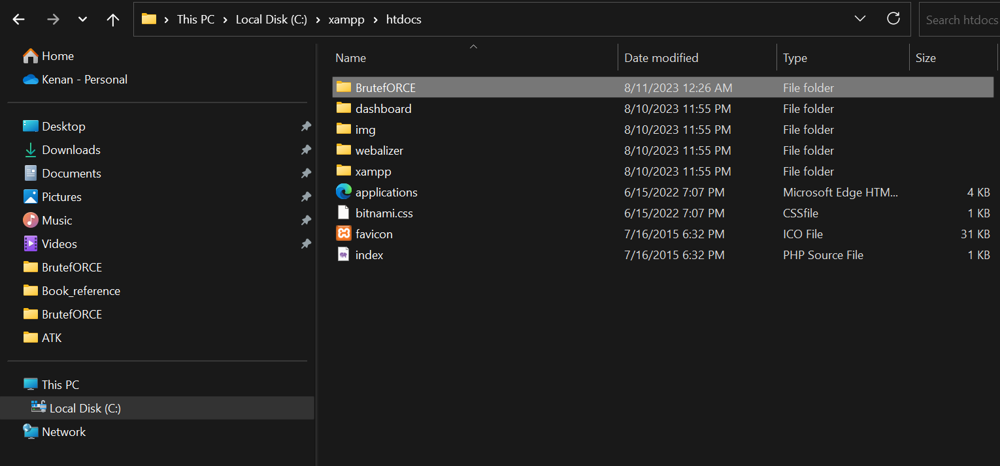 This PC > Local Disk (C:) > xampp > htdocs
Search htdocs
Home
Kenan - Personal
Desktop
Downloads
Documents
Pictures
Music
Videos
BrutefORCE
Book_reference
BrutefORCE
ATK
This PC
Local Disk (C:)
Network
Name Date modified Type Size
BrutefORCE 8/11/2023 12:26 AM File folder
dashboard 8/10/2023 11:55 PM File folder
img 8/10/2023 11:55 PM File folder
webalizer 8/10/2023 11:55 PM File folder
xampp 8/10/2023 11:55 PM File folder
applications 6/15/2022 7:07 PM Microsoft Edge HTM... 4 KB
bitnami.css 6/15/2022 7:07 PM CSSfile 1 KB
favicon 7/16/2015 6:32 PM ICO File 31 KB
index 7/16/2015 6:32 PM PHP Source File 1 KB